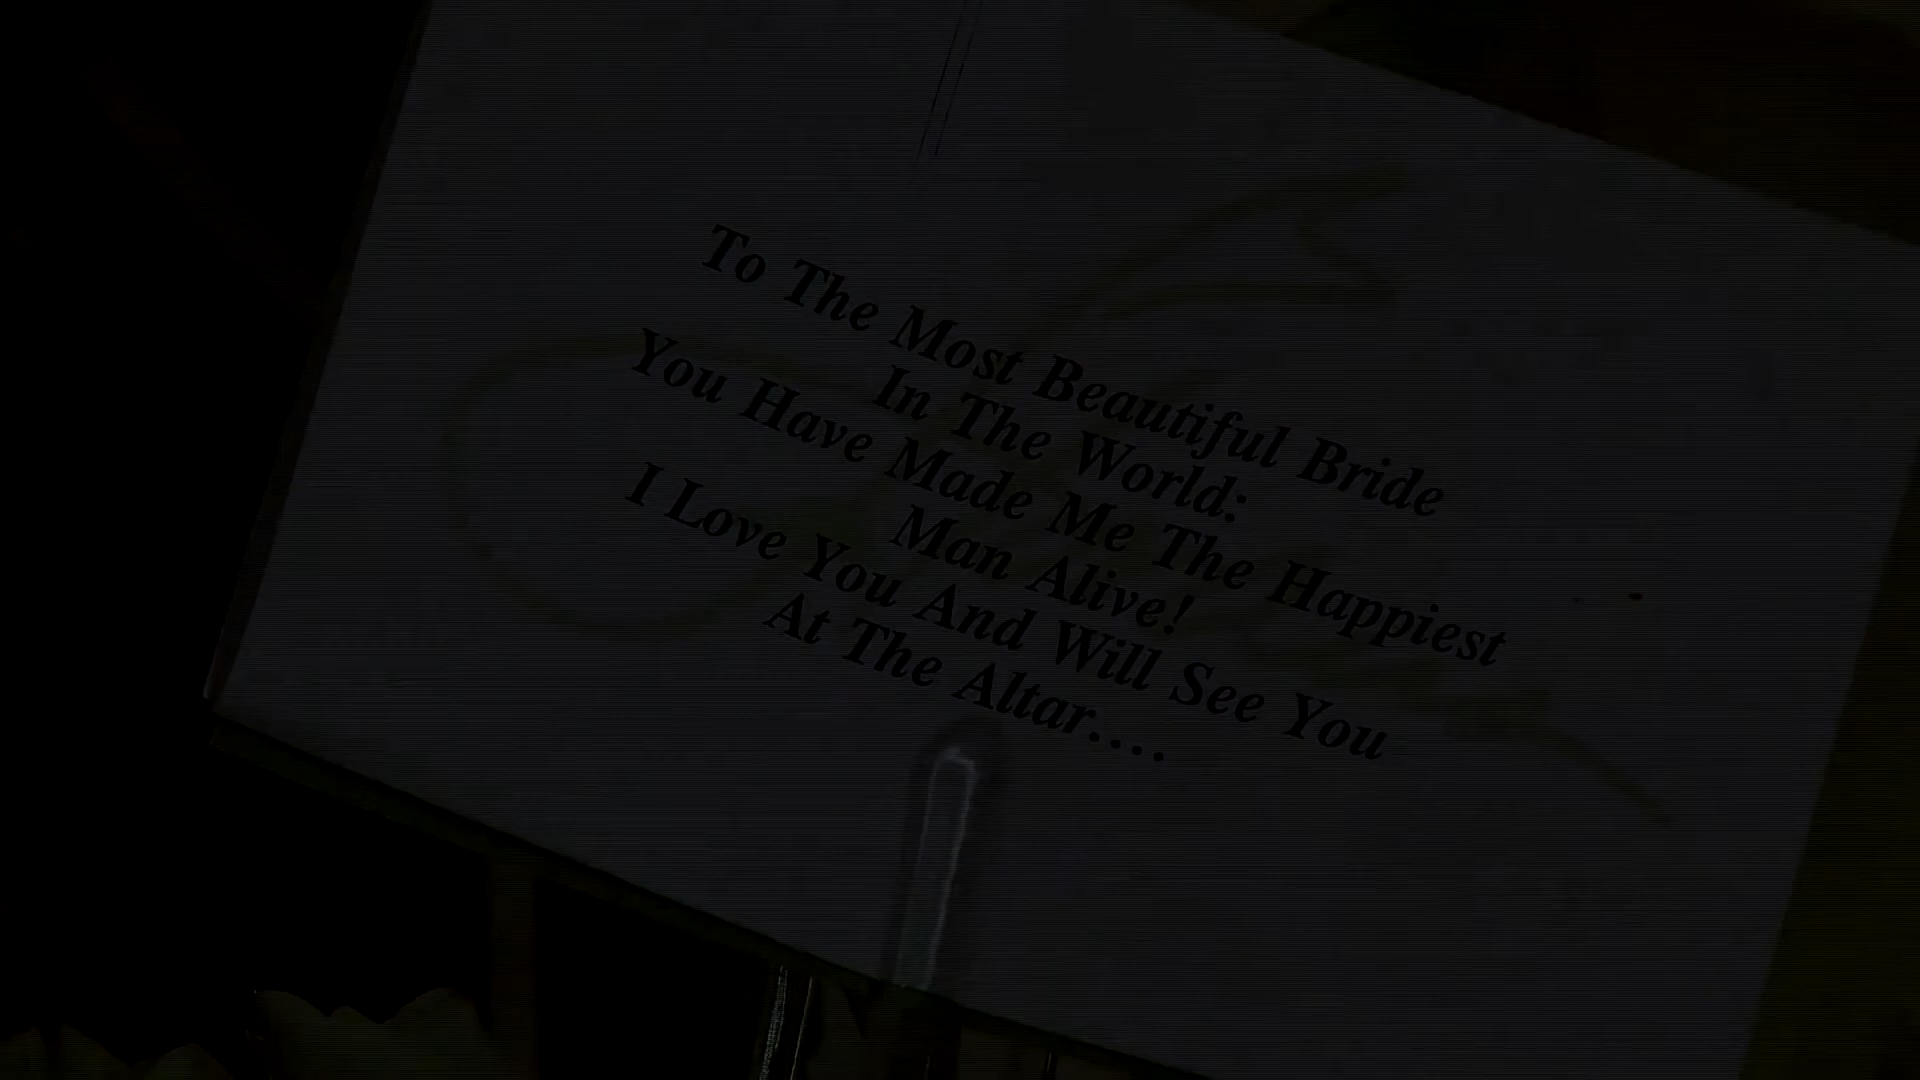 To The Most Beautiful Bride
In The World:
You Have Made Me The Happiest
Man Alive!
I Love You And Will See You
At The Altar....